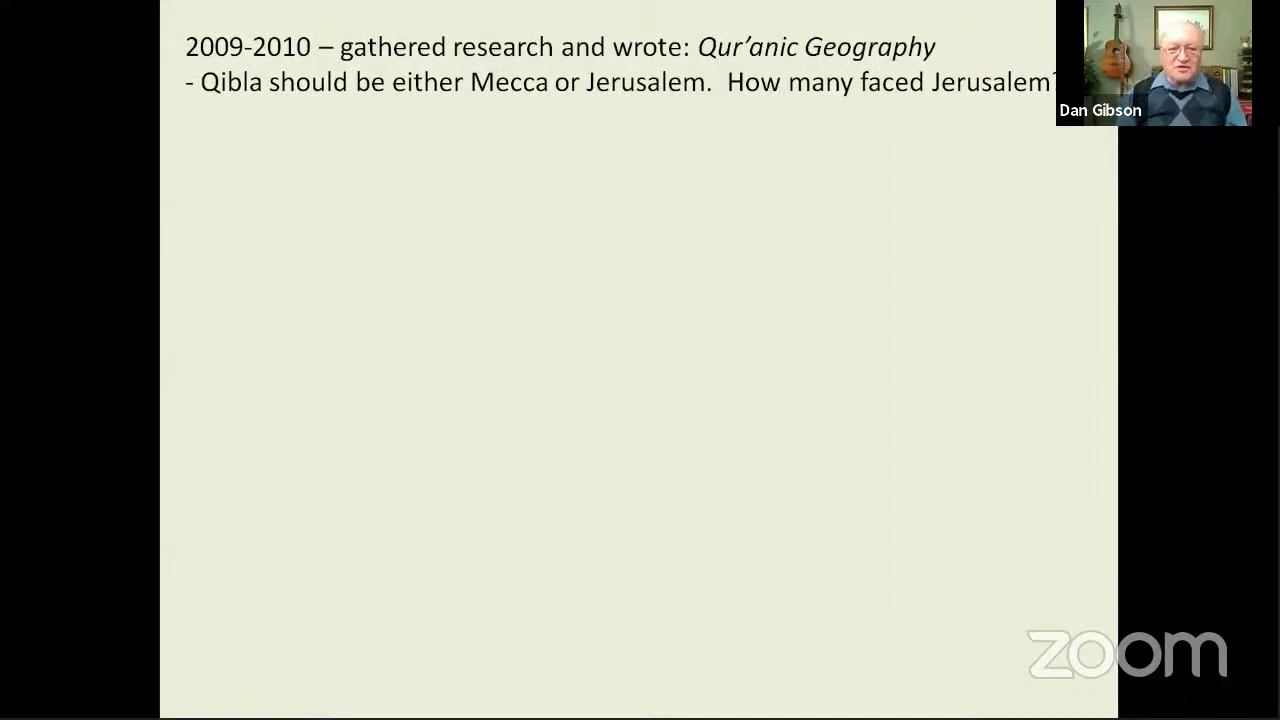 2009-2010 – gathered research and wrote: Qur’anic Geography
- Qibla should be either Mecca or Jerusalem.  How many faced Jerusalem?
Dan Gibson
zoom